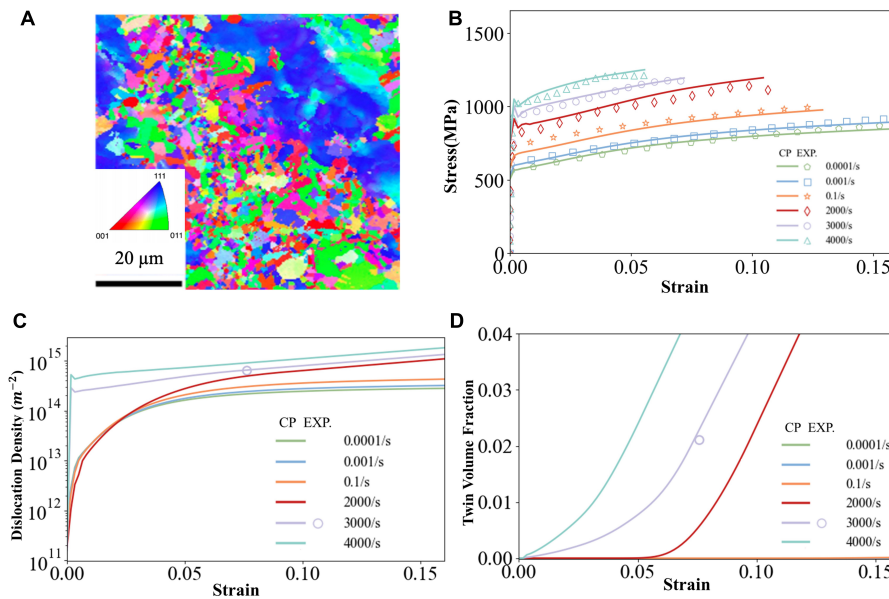 A
111
001
011
20 μm
B
1500
1000
500
0
Stress(MPa)
CP EXP.
0.0001/s
0.001/s
0.1/s
2000/s
3000/s
4000/s
0.00
0.05
0.10
0.15
Strain
C
10^15
10^14
10^13
10^12
10^11
Dislocation Density (m^−2)
CP EXP.
0.0001/s
0.001/s
0.1/s
2000/s
3000/s
4000/s
0.00
0.05
0.10
0.15
Strain
D
0.04
0.03
0.02
0.01
0.00
Twin Volume Fraction
CP EXP.
0.0001/s
0.001/s
0.1/s
2000/s
3000/s
4000/s
0.00
0.05
0.10
0.15
Strain